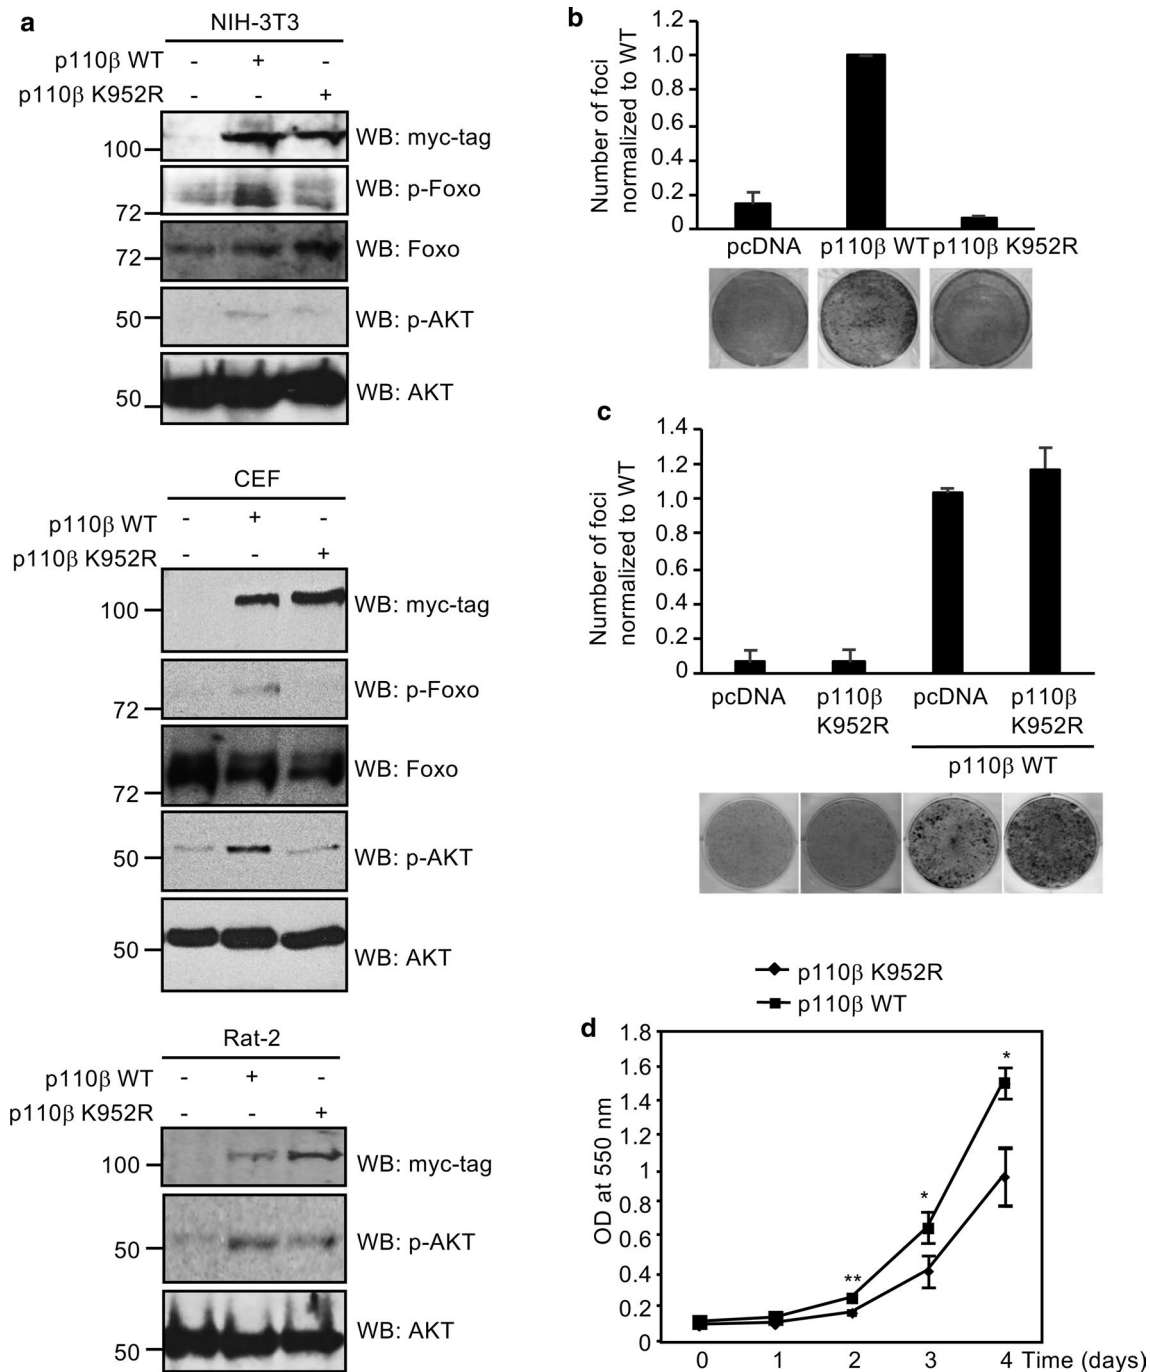 a
NIH-3T3
p110β WT - + -
p110β K952R - - +
100
WB: myc-tag
WB: p-Foxo
72
WB: Foxo
72
50
WB: p-AKT
50
WB: AKT
CEF
p110β WT - + -
p110β K952R - - +
100
WB: myc-tag
WB: p-Foxo
72
WB: Foxo
72
50
WB: p-AKT
50
WB: AKT
Rat-2
p110β WT - + -
p110β K952R - - +
100
WB: myc-tag
50
WB: p-AKT
WB: AKT
50
b
Number of foci
normalized to WT
1.2
1.0
0.8
0.6
0.4
0.2
0
pcDNA p110β WT p110β K952R
c
Number of foci
normalized to WT
1.4
1.2
1.0
0.8
0.6
0.4
0.2
0
pcDNA p110β pcDNA p110β
K952R K952R
p110β WT
p110β K952R
p110β WT
d
OD at 550 nm
1.8
1.6
1.4
1.2
1
0.8
0.6
0.4
0.2
0
**
*
*
0 1 2 3 4 Time (days)